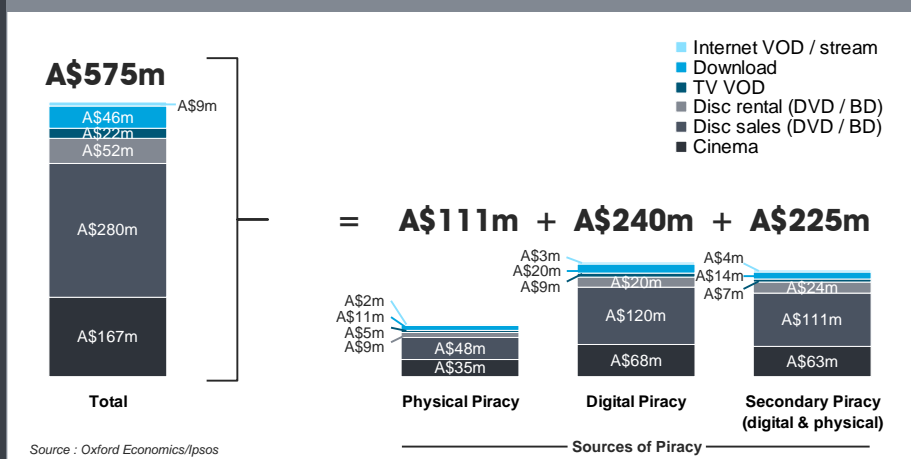 Internet VOD / stream
Download
TV VOD
Disc rental (DVD / BD)
Disc sales (DVD / BD)
Cinema
A$575m
A$9m
A$46m
A$22m
A$52m
A$280m
A$167m
Total
= A$111m + A$240m + A$225m
A$2m
A$11m
A$5m
A$9m
A$48m
A$35m
Physical Piracy
A$3m
A$20m
A$9m
A$20m
A$120m
A$68m
Digital Piracy
A$4m
A$14m
A$7m
A$24m
A$111m
A$63m
Secondary Piracy
(digital & physical)
Sources of Piracy
Source : Oxford Economics/Ipsos